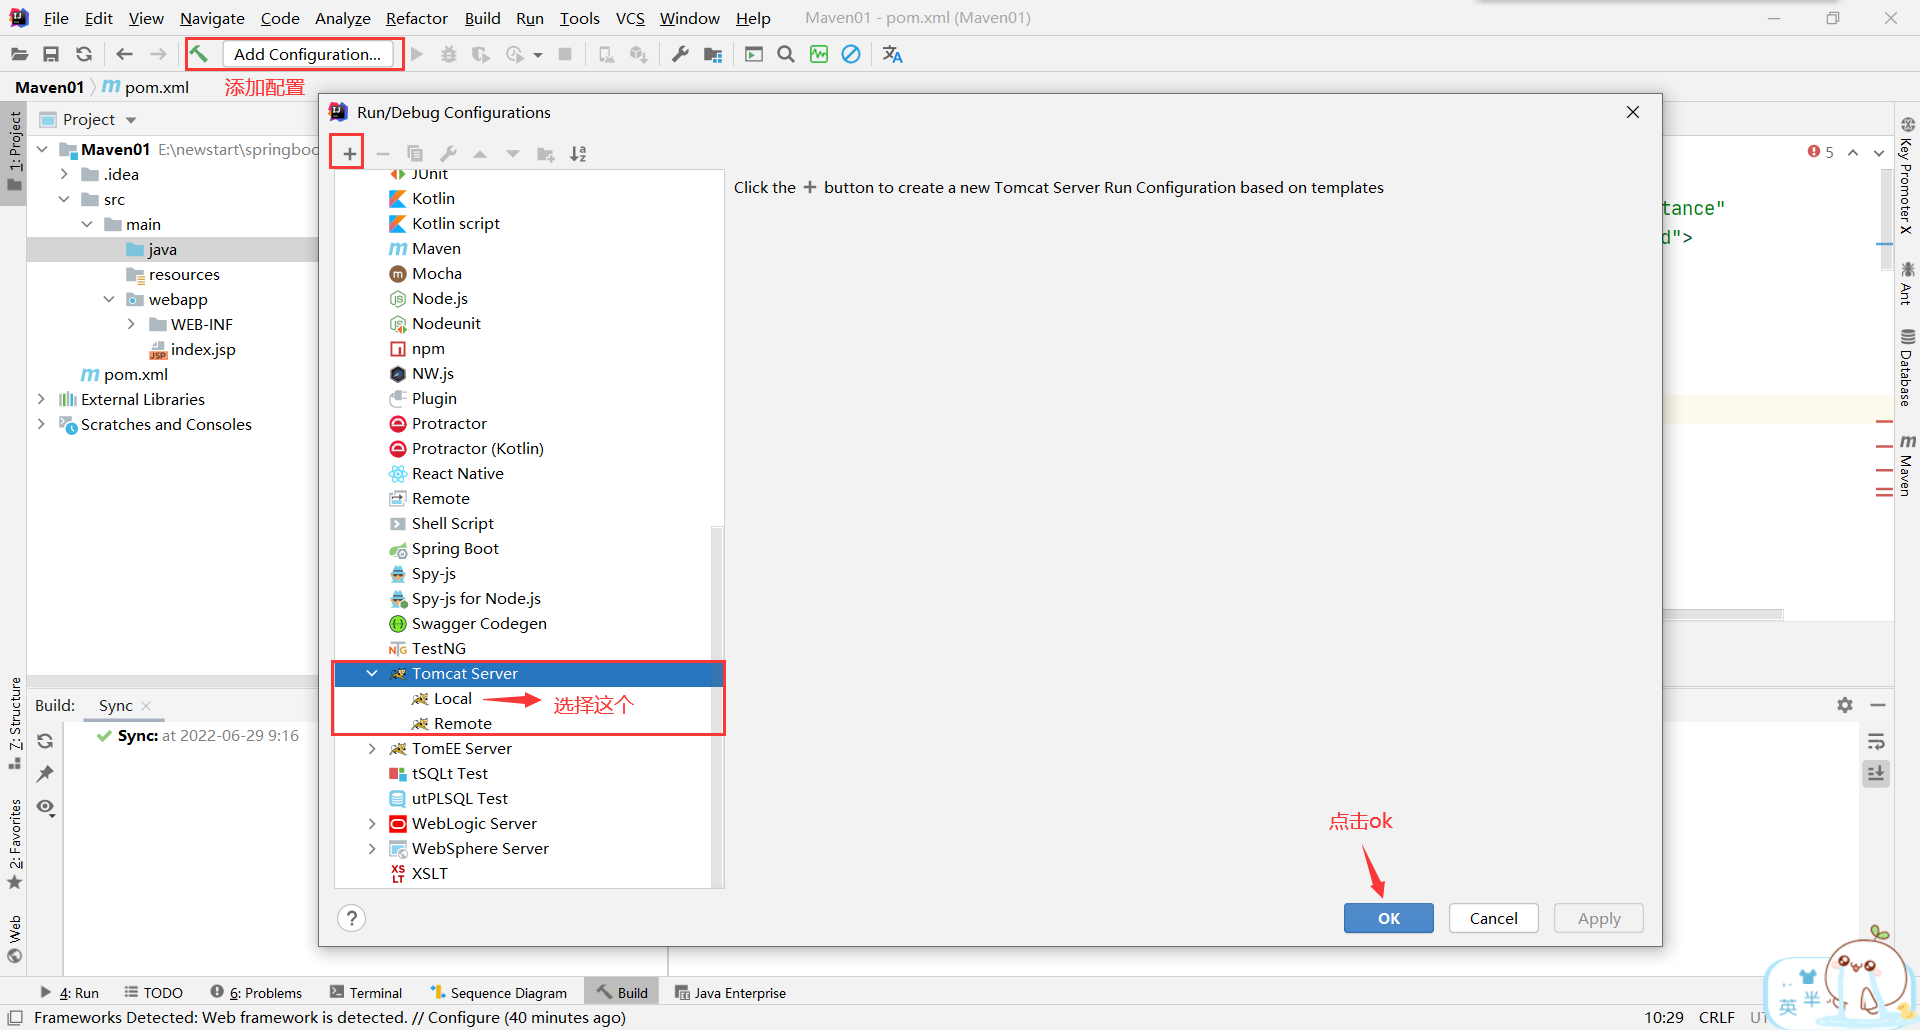 File Edit View Navigate Code Analyze Refactor Build Run Tools VCS Window Help Maven01 - pom.xml (Maven01)
Add Configuration...
Maven01 pom.xml 添加配置
Run/Debug Configurations
1: Project
Project
Maven01 E:\newstart\springboo
.idea
src
main
java
resources
webapp
WEB-INF
index.jsp
pom.xml
External Libraries
Scratches and Consoles
JUnit
Kotlin
Kotlin script
Maven
Mocha
Node.js
Nodeunit
npm
NW.js
Plugin
Protractor
Protractor (Kotlin)
React Native
Remote
Shell Script
Spring Boot
Spy-js
Spy-js for Node.js
Swagger Codegen
TestNG
Tomcat Server
Local 选择这个
Remote
TomEE Server
tSQLt Test
utPLSQL Test
WebLogic Server
WebSphere Server
XSLT
Click the + button to create a new Tomcat Server Run Configuration based on templates
点击ok
OK Cancel Apply
5
tance"
d">
Key Promoter X
Ant
Database
Maven
7: Structure
2: Favorites
Web
Build: Sync
Sync: at 2022-06-29 9:16
4: Run TODO 6: Problems Terminal Sequence Diagram Build Java Enterprise
Frameworks Detected: Web framework is detected. // Configure (40 minutes ago)
10:29 CRLF UT
英 半